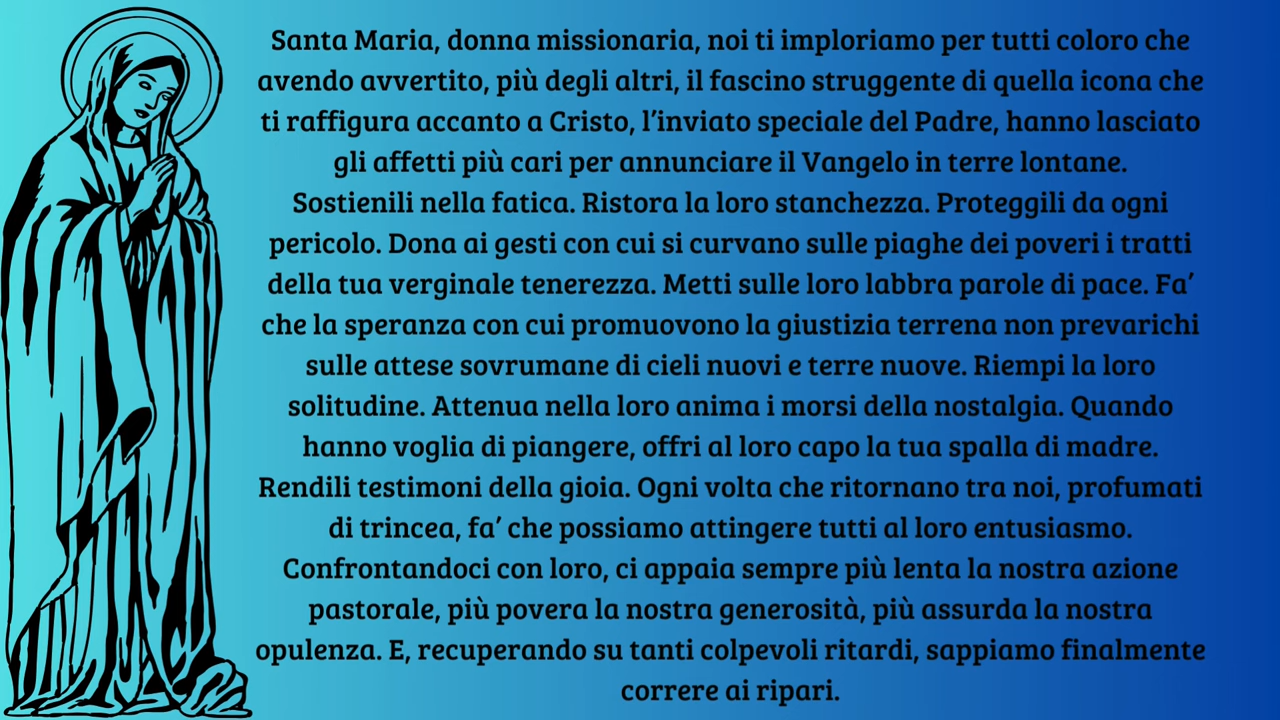 Santa Maria, donna missionaria, noi ti imploriamo per tutti coloro che
avendo avvertito, più degli altri, il fascino struggente di quella icona che
ti raffigura accanto a Cristo, l’inviato speciale del Padre, hanno lasciato
gli affetti più cari per annunciare il Vangelo in terre lontane.
Sostienili nella fatica. Ristora la loro stanchezza. Proteggili da ogni
pericolo. Dona ai gesti con cui si curvano sulle piaghe dei poveri i tratti
della tua verginale tenerezza. Metti sulle loro labbra parole di pace. Fa’
che la speranza con cui promuovono la giustizia terrena non prevarichi
sulle attese sovrumane di cieli nuovi e terre nuove. Riempi la loro
solitudine. Attenua nella loro anima i morsi della nostalgia. Quando
hanno voglia di piangere, offri al loro capo la tua spalla di madre.
Rendili testimoni della gioia. Ogni volta che ritornano tra noi, profumati
di trincea, fa’ che possiamo attingere tutti al loro entusiasmo.
Confrontandoci con loro, ci appaia sempre più lenta la nostra azione
pastorale, più povera la nostra generosità, più assurda la nostra
opulenza. E, recuperando su tanti colpevoli ritardi, sappiamo finalmente
correre ai ripari.